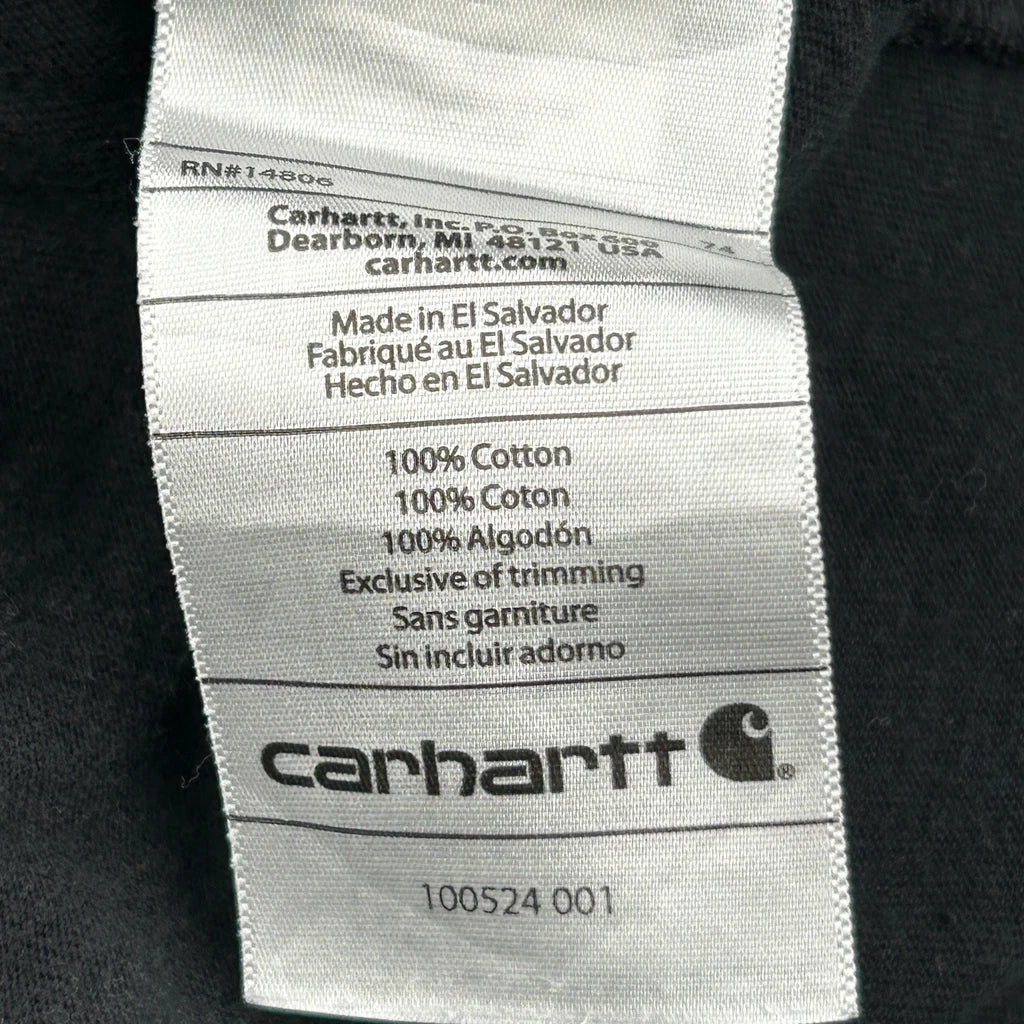 RN#14806
Carhartt, Inc. P.O. Box 600 74
Dearborn, MI 48121 USA
carhartt.com
Made in El Salvador
Fabriqué au El Salvador
Hecho en El Salvador
100% Cotton
100% Coton
100% Algodón
Exclusive of trimming
Sans garniture
Sin incluir adorno
carhartt ®
100524 001